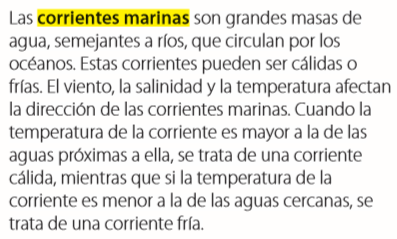 Las corrientes marinas son grandes masas de
agua, semejantes a ríos, que circulan por los
océanos. Estas corrientes pueden ser cálidas o
frías. El viento, la salinidad y la temperatura afectan
la dirección de las corrientes marinas. Cuando la
temperatura de la corriente es mayor a la de las
aguas próximas a ella, se trata de una corriente
cálida, mientras que si la temperatura de la
corriente es menor a la de las aguas cercanas, se
trata de una corriente fría.